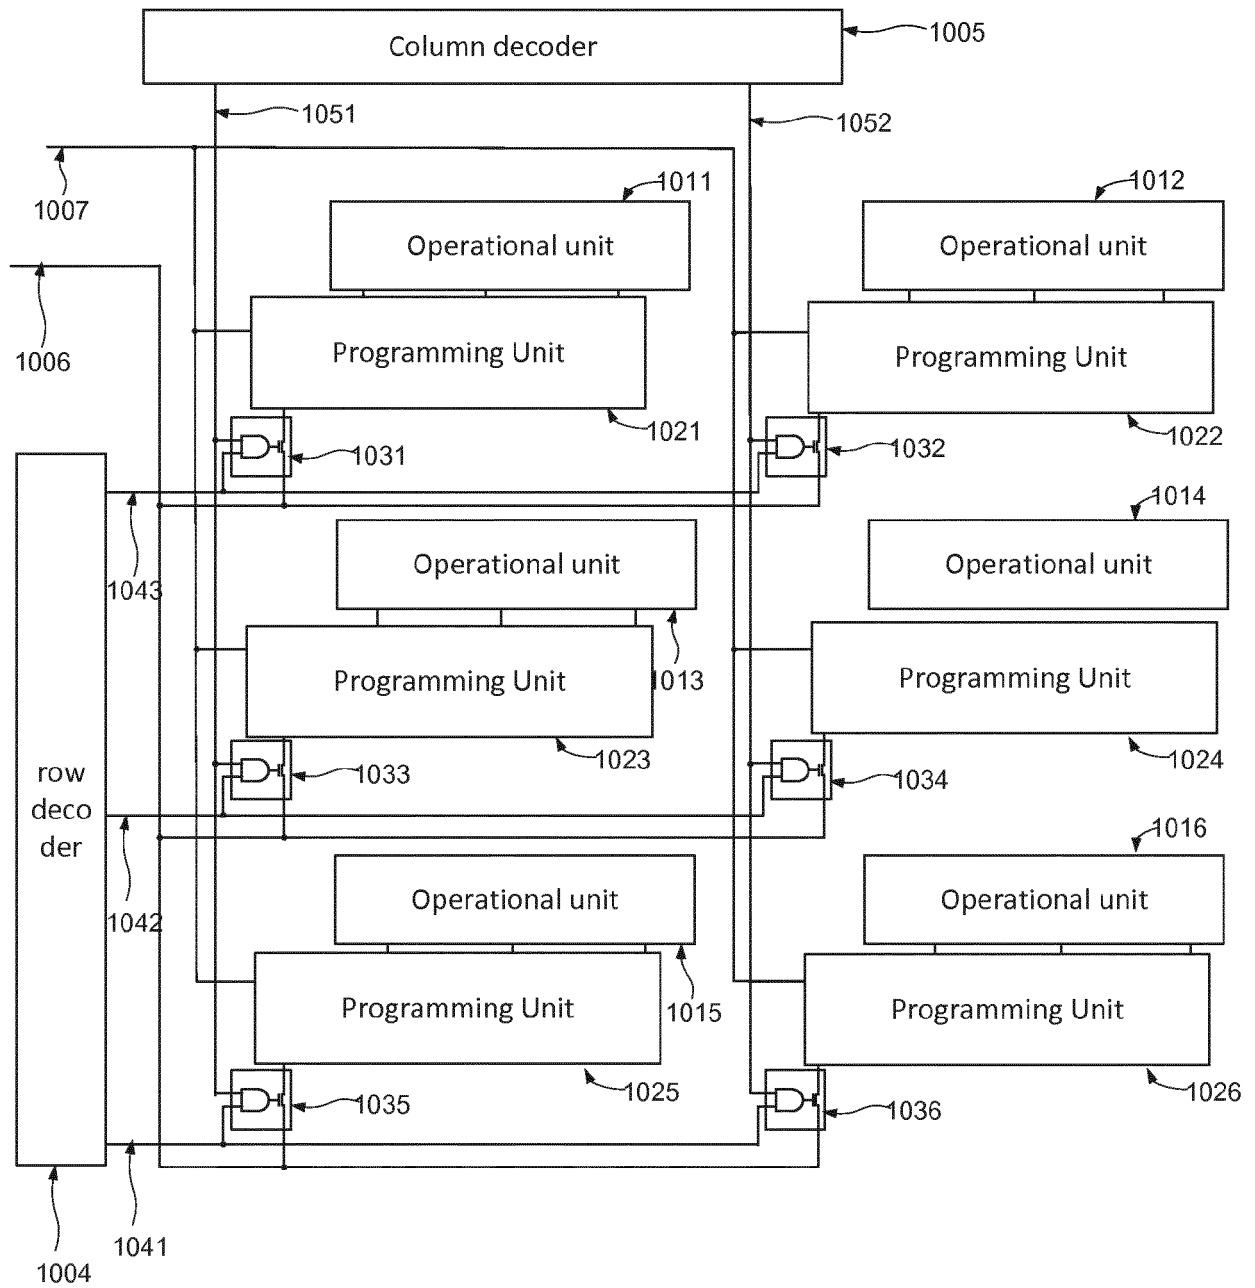 Column decoder
1005
1051
1052
1007
1011
1012
Operational unit
Operational unit
1006
Programming Unit
Programming Unit
1021
1022
1031
1032
1014
1043
Operational unit
Operational unit
1013
Programming Unit
Programming Unit
1023
1024
1033
1034
row
deco
der
1016
1042
Operational unit
Operational unit
1015
Programming Unit
Programming Unit
1025
1026
1035
1036
1041
1004